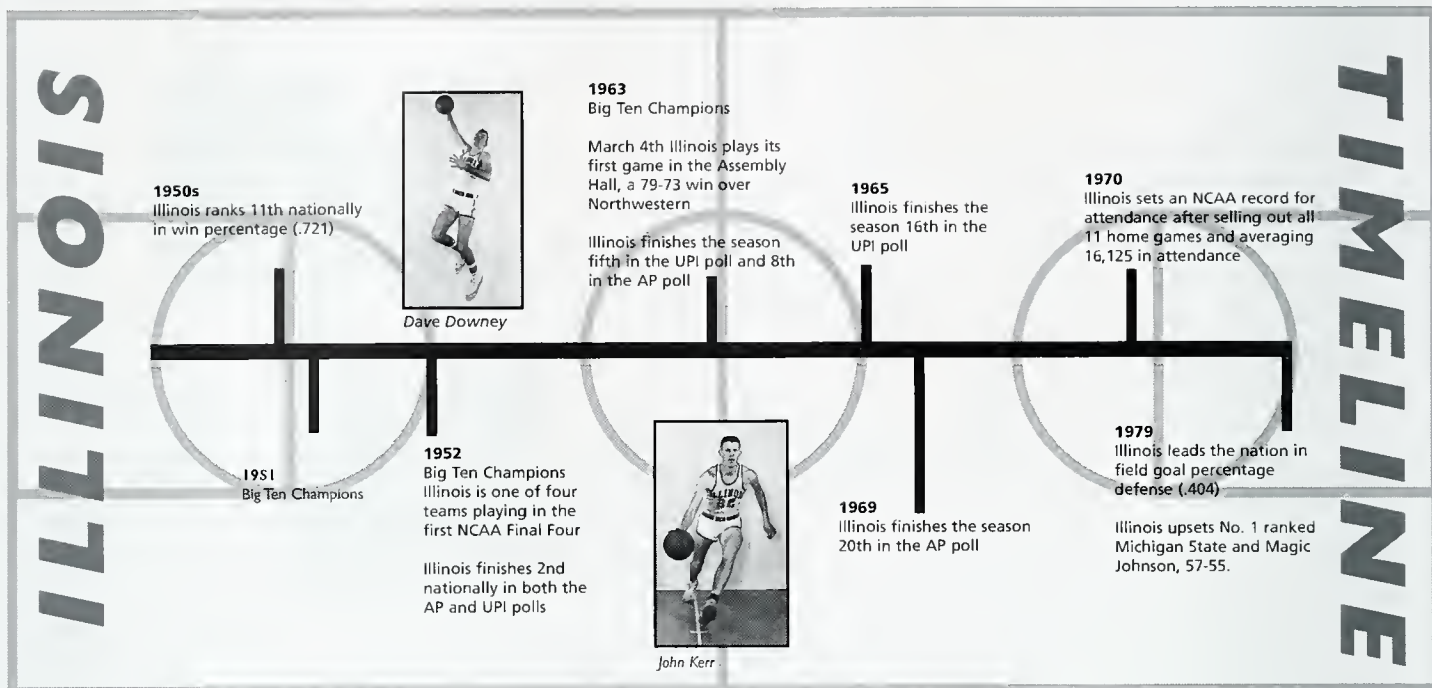 ILLINOIS
1950s
Illinois ranks 11th nationally
in win percentage (.721)
Dave Downey
1963
Big Ten Champions
March 4th Illinois plays its
first game in the Assembly
Hall, a 79-73 win over
Northwestern
Illinois finishes the season
fifth in the UPI poll and 8th
in the AP poll
1965
Illinois finishes the
season 16th in the
UPI poll
1970
Illinois sets an NCAA record for
attendance after selling out all
11 home games and averaging
16,125 in attendance
1951
Big Ten Champions
1952
Big Ten Champions
Illinois is one of four
teams playing in the
first NCAA Final Four
Illinois finishes 2nd
nationally in both the
AP and UPI polls
ILLINOIS
John Kerr
1969
Illinois finishes the season
20th in the AP poll
1979
Illinois leads the nation in
field goal percentage
defense (.404)
Illinois upsets No. 1 ranked
Michigan State and Magic
Johnson, 57-55.
TIMELINE